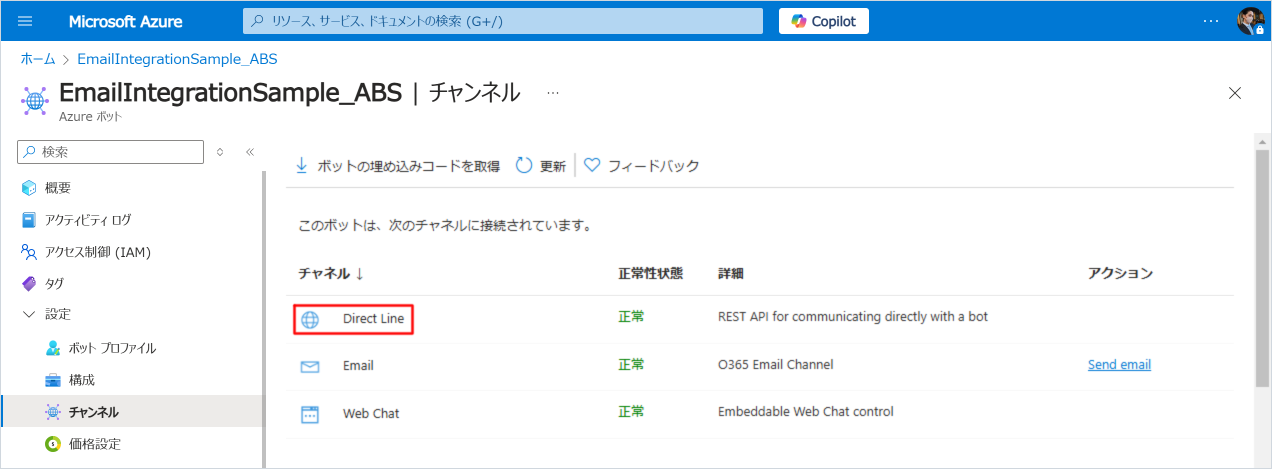 Microsoft Azure
リソース、サービス、ドキュメントの検索 (G+/)
Copilot
ホーム > EmailIntegrationSample_ABS
EmailIntegrationSample_ABS | チャンネル ...
Azure ボット
検索
ボットの埋め込みコードを取得 更新 フィードバック
概要
アクティビティ ログ
アクセス制御 (IAM)
タグ
設定
ボット プロファイル
構成
チャンネル
価格設定
このボットは、次のチャネルに接続されています。
チャネル ↓ 正常性状態 詳細 アクション
Direct Line 正常 REST API for communicating directly with a bot
Email 正常 O365 Email Channel Send email
Web Chat 正常 Embeddable Web Chat control